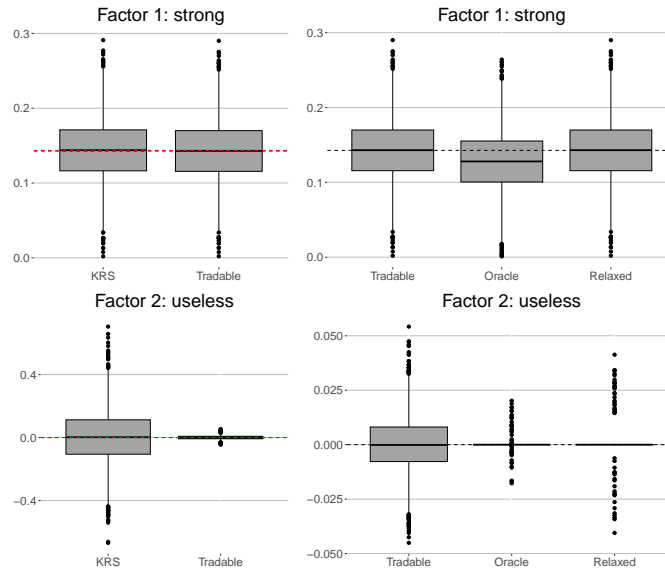 Factor 1: strong
0.3
0.2
0.1
0.0
KRS Tradable
Factor 1: strong
0.3
0.2
0.1
0.0
Tradable Oracle Relaxed
Factor 2: useless
0.4
0.0
−0.4
KRS Tradable
Factor 2: useless
0.050
0.025
0.000
−0.025
−0.050
Tradable Oracle Relaxed